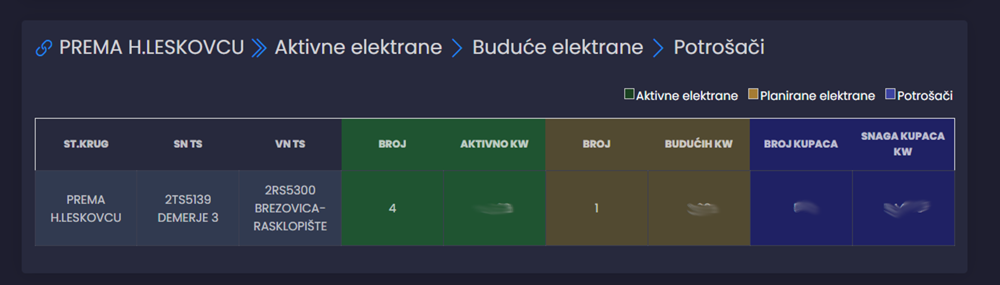 PREMA H.LESKOVCU Aktivne elektrane Buduće elektrane Potrošači
Aktivne elektrane Planirane elektrane Potrošači
ST.KRUG SN TS VN TS BROJ AKTIVNO KW BROJ BUDUĆIH KW BROJ KUPACA SNAGA KUPACA
KW
PREMA
H.LESKOVCU
2TS5139
DEMERJE 3
2RS5300
BREZOVICA-
RASKLOPIŠTE
4
1